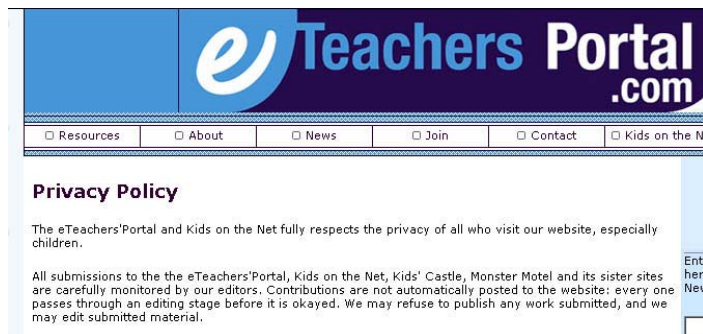 eTeachers Portal
.com
Resources About News Join Contact Kids on the N
Privacy Policy
The eTeachers'Portal and Kids on the Net fully respects the privacy of all who visit our website, especially
children.
All submissions to the the eTeachers'Portal, Kids on the Net, Kids' Castle, Monster Motel and its sister sites
are carefully monitored by our editors. Contributions are not automatically posted to the website: every one
passes through an editing stage before it is okayed. We may refuse to publish any work submitted, and we
may edit submitted material.
Ent
her
Nev